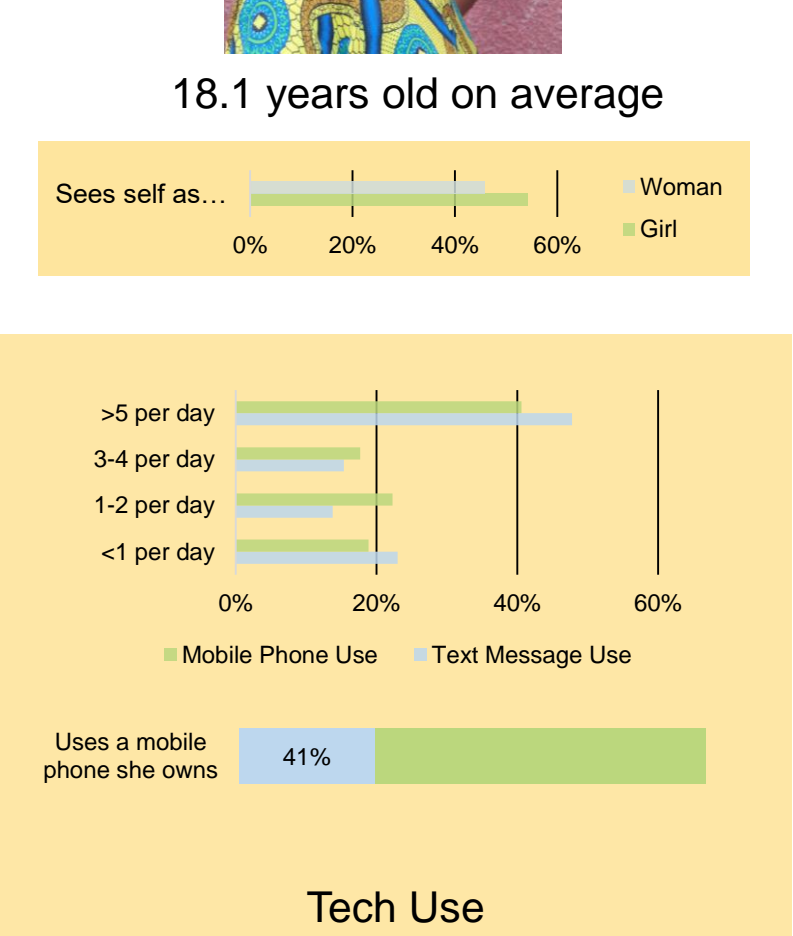 18.1 years old on average
Sees self as…
Woman
Girl
0% 20% 40% 60%
>5 per day
3-4 per day
1-2 per day
<1 per day
0% 20% 40% 60%
Mobile Phone Use Text Message Use
Uses a mobile
phone she owns
41%
Tech Use